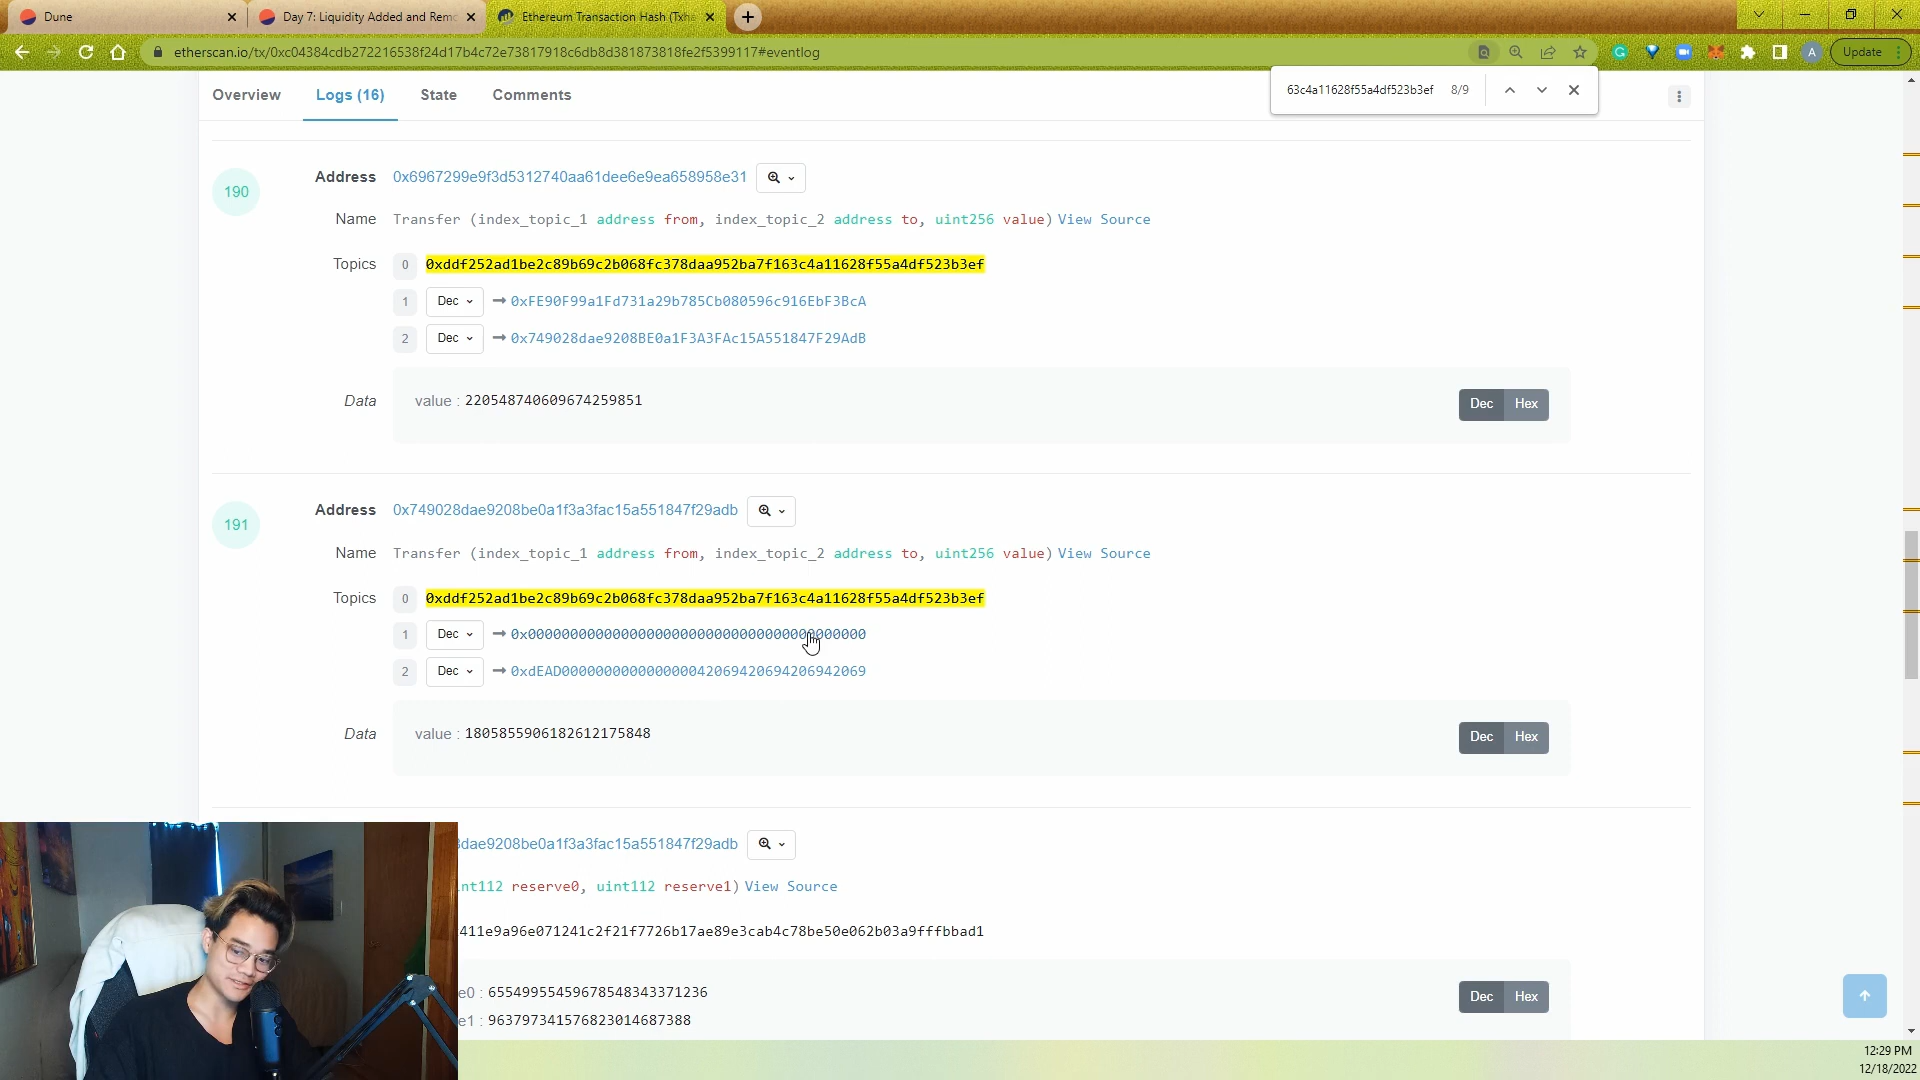 Dune
Day 7: Liquidity Added and Rem
Ethereum Transaction Hash (Txha
etherscan.io/tx/0xc04384cdb272216538f24d17b4c72e73817918c6db8d381873818fe2f5399117#eventlog
A
Update
63c4a11628f55a4df523b3ef 8/9
Overview
Logs (16)
State
Comments
190
Address 0x6967299e9f3d5312740aa61dee6e9ea658958e31
Name Transfer (index_topic_1 address from, index_topic_2 address to, uint256 value) View Source
Topics 0 0xddf252ad1be2c89b69c2b068fc378daa952ba7f163c4a11628f55a4df523b3ef
1 Dec 0xFE90F99a1Fd731a29b785Cb080596c916EbF3BcA
2 Dec 0x749028dae9208BE0a1F3A3FAc15A551847F29AdB
Data value : 220548740609674259851 Dec Hex
191
Address 0x749028dae9208be0a1f3a3fac15a551847f29adb
Name Transfer (index_topic_1 address from, index_topic_2 address to, uint256 value) View Source
Topics 0 0xddf252ad1be2c89b69c2b068fc378daa952ba7f163c4a11628f55a4df523b3ef
1 Dec 0x0000000000000000000000000000000000000000
2 Dec 0xdEAD000000000000000042069420694206942069
Data value : 1805855906182612175848 Dec Hex
dae9208be0a1f3a3fac15a551847f29adb
nt112 reserve0, uint112 reserve1) View Source
411e9a96e071241c2f21f7726b17ae89e3cab4c78be50e062b03a9fffbbad1
e0 : 65549955459678548343371236 Dec Hex
e1 : 963797341576823014687388
12:29 PM
12/18/2022